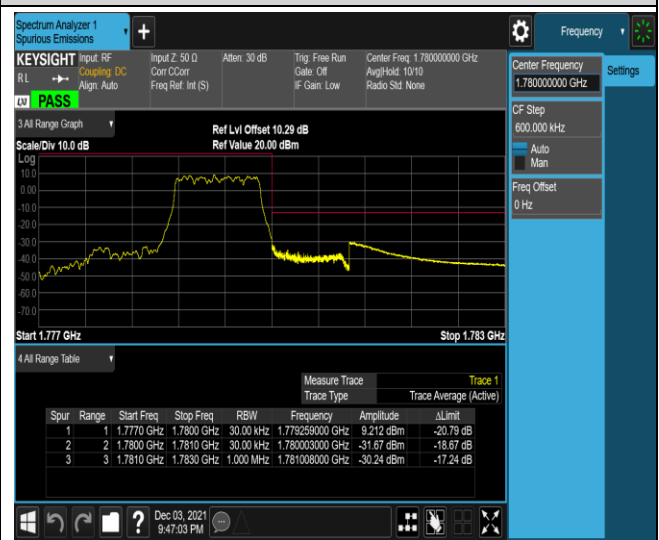 Spectrum Analyzer 1
Spurious Emissions
Frequency
KEYSIGHT
RL
PASS
Input: RF
Coupling: DC
Align: Auto
Input Z: 50 Ω
Corr CCorr
Freq Ref: Int (S)
Atten: 30 dB
Trig: Free Run
Gate: Off
IF Gain: Low
Center Freq: 1.780000000 GHz
Avg|Hold: 10/10
Radio Std: None
Center Frequency
1.780000000 GHz
Settings
CF Step
600.000 kHz
Auto
Man
Freq Offset
0 Hz
3 All Range Graph
Scale/Div 10.0 dB
Ref Lvl Offset 10.29 dB
Ref Value 20.00 dBm
Log
10.0
0.00
-10.0
-20.0
-30.0
-40.0
-50.0
-60.0
-70.0
Start 1.777 GHz
Stop 1.783 GHz
4 All Range Table
Measure Trace Trace 1
Trace Type Trace Average (Active)
Spur Range Start Freq Stop Freq RBW Frequency Amplitude ΔLimit
1 1 1.7770 GHz 1.7800 GHz 30.00 kHz 1.779259000 GHz 9.212 dBm -20.79 dB
2 2 1.7800 GHz 1.7810 GHz 30.00 kHz 1.780003000 GHz -31.67 dBm -18.67 dB
3 3 1.7810 GHz 1.7830 GHz 1.000 MHz 1.781008000 GHz -30.24 dBm -17.24 dB
Dec 03, 2021
9:47:03 PM